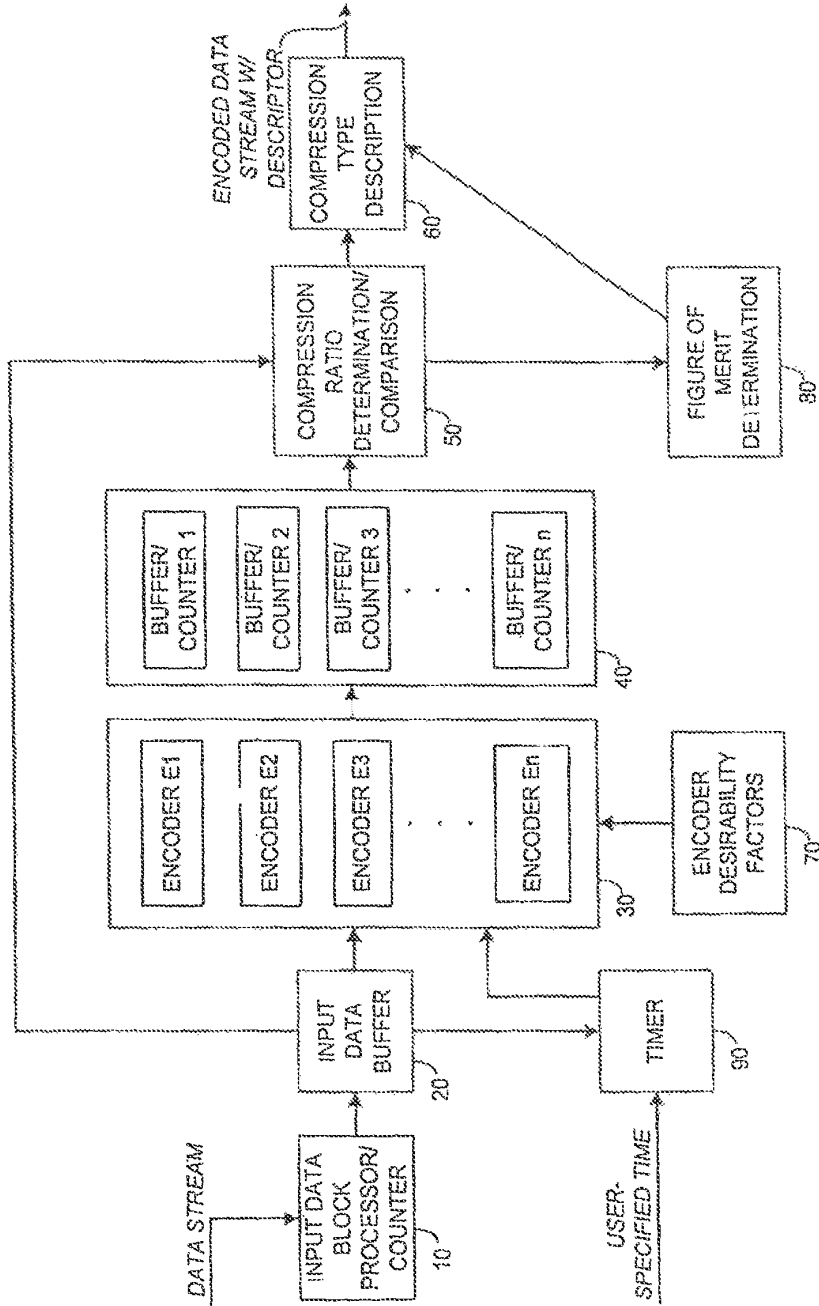 DATA STREAM
INPUT DATA
BLOCK
PROCESSOR/
COUNTER
10
INPUT
DATA
BUFFER
20
USER-
SPECIFIED TIME
TIMER
90
ENCODER E1
ENCODER E2
ENCODER E3
. . .
ENCODER En
30
ENCODER
DESIRABILITY
FACTORS
70
BUFFER/
COUNTER 1
BUFFER/
COUNTER 2
BUFFER/
COUNTER 3
. . .
BUFFER/
COUNTER n
40
COMPRESSION
RATIO
DETERMINATION/
COMPARISON
50
FIGURE OF
MERIT
DETERMINATION
80
COMPRESSION
TYPE
DESCRIPTION
60
ENCODED DATA
STREAM W/
DESCRIPTOR